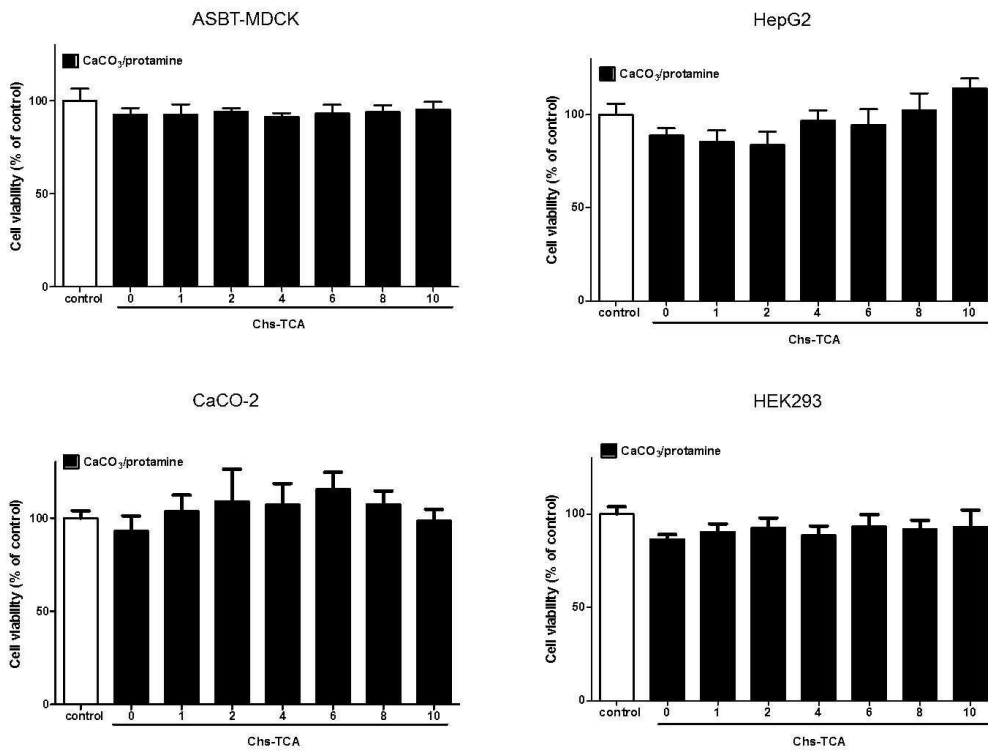 ASBT-MDCK
CaCO3/protamine
Cell viability (% of control)
100
50
0
control 0 1 2 4 6 8 10
Chs-TCA
HepG2
CaCO3/protamine
Cell viability (% of control)
100
50
0
control 0 1 2 4 6 8 10
Chs-TCA
CaCO-2
CaCO3/protamine
Cell viability (% of control)
100
50
0
control 0 1 2 4 6 8 10
Chs-TCA
HEK293
CaCO3/protamine
Cell viability (% of control)
100
50
0
control 0 1 2 4 6 8 10
Chs-TCA